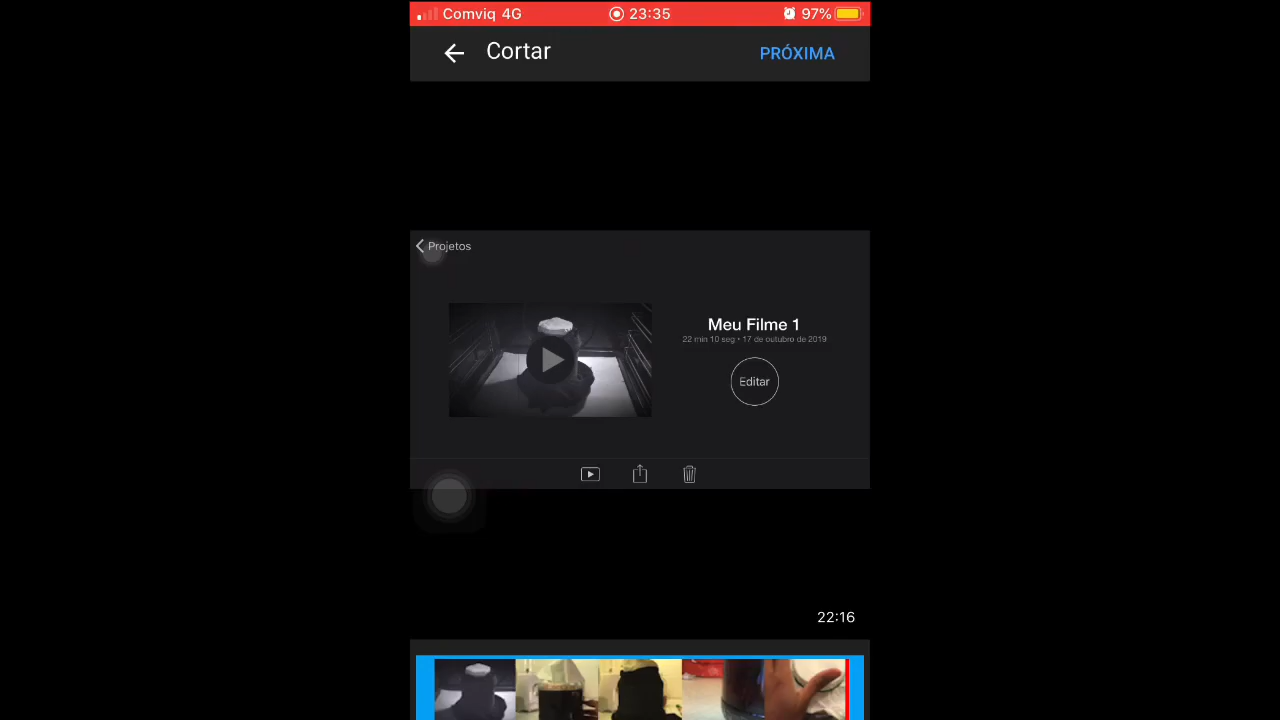 Comviq 4G 23:35 97%
Cortar PRÓXIMA
Projetos
Meu Filme 1
22 min 10 seg • 17 de outubro de 2019
Editar
22:16